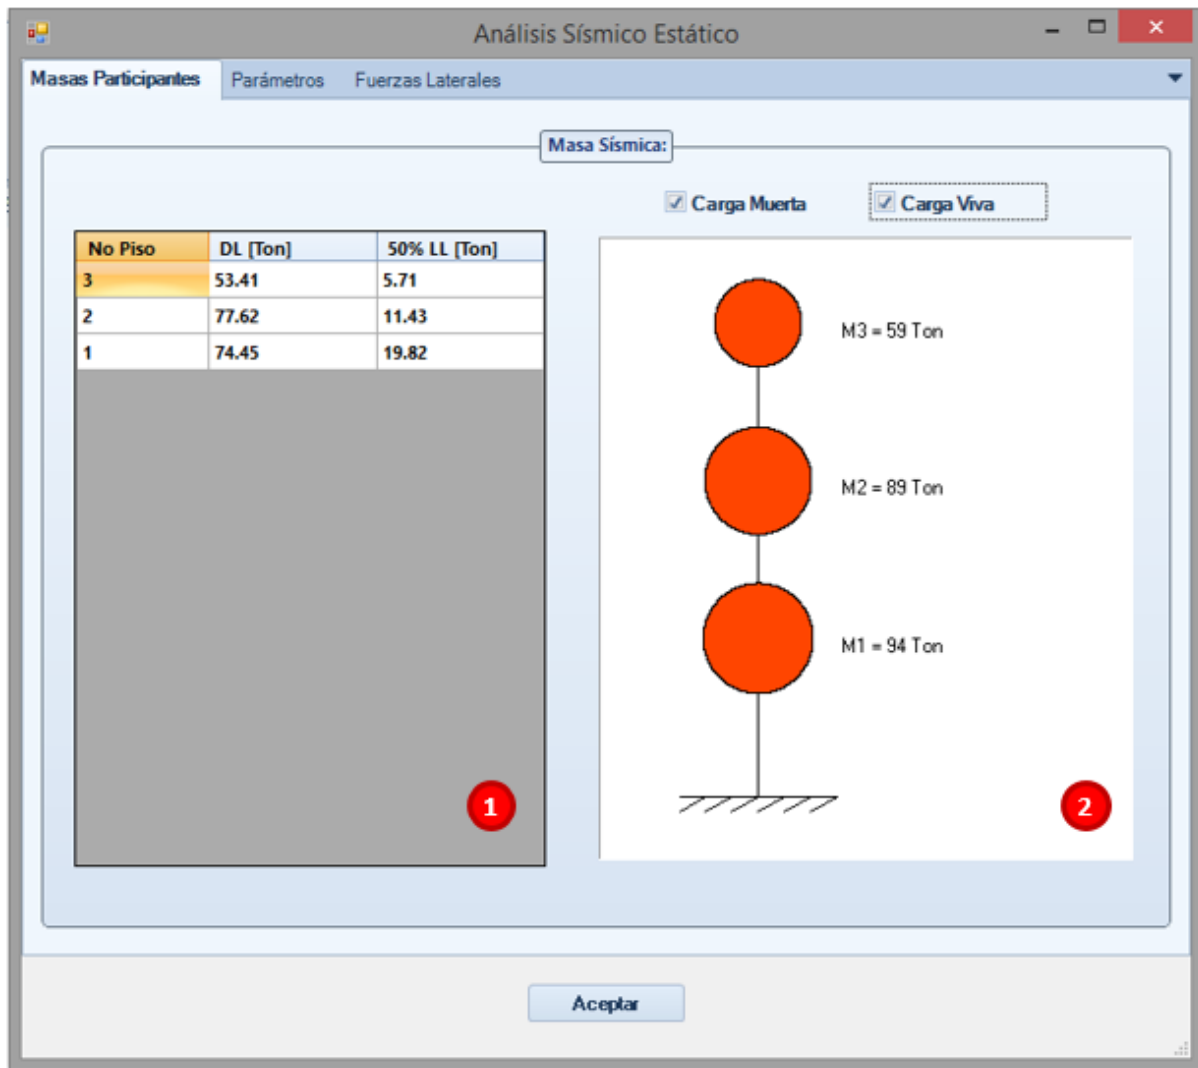 Análisis Sísmico Estático
Masas Participantes Parámetros Fuerzas Laterales
Masa Sísmica:
Carga Muerta Carga Viva
No Piso DL [Ton] 50% LL [Ton]
3 53.41 5.71
2 77.62 11.43
1 74.45 19.82
M3 = 59 Ton
M2 = 89 Ton
M1 = 94 Ton
1
2
Aceptar